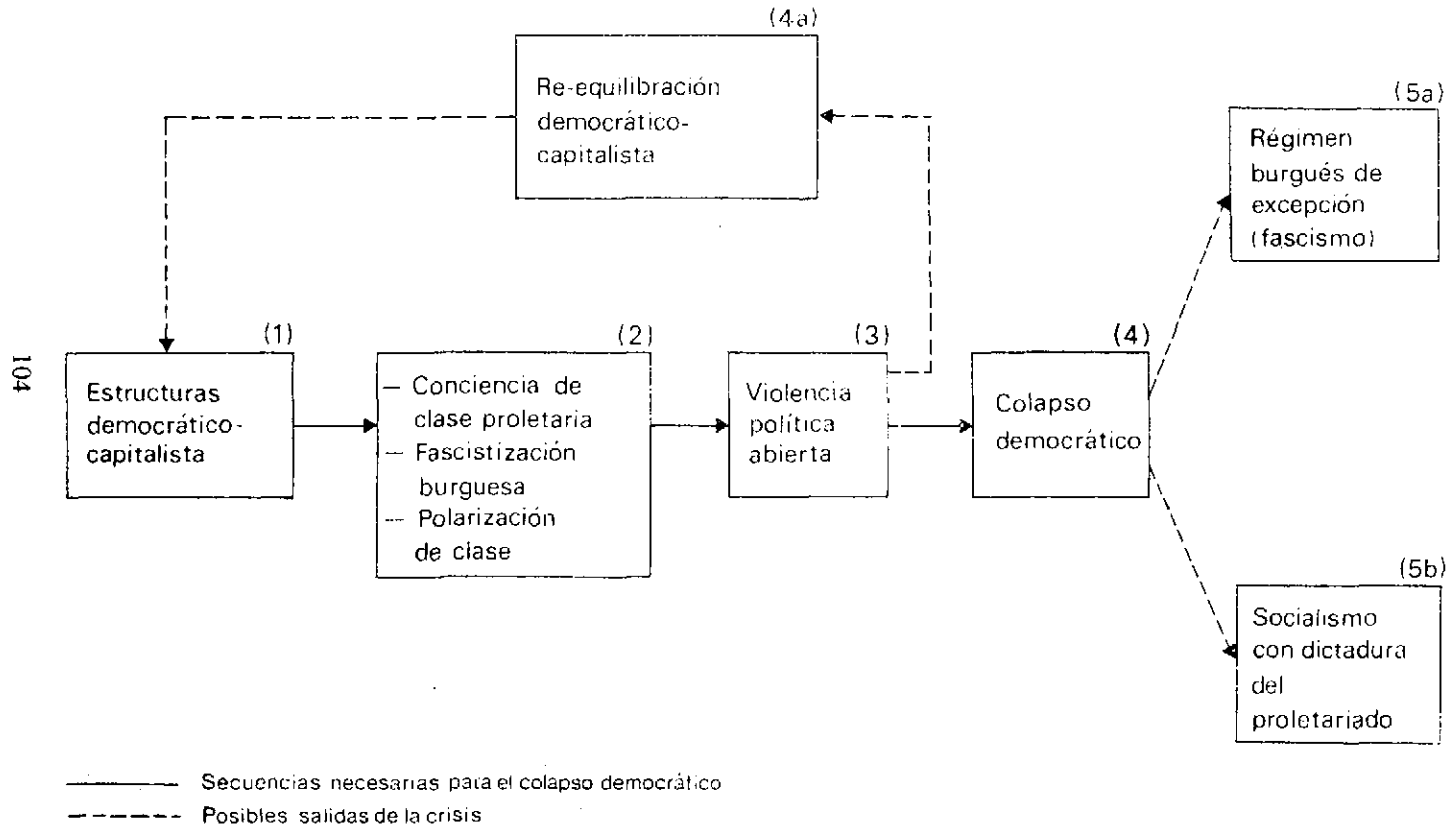 (4a)
Re-equilibración
democrático-
capitalista
(5a)
Régimen
burgués de
excepción
(fascismo)
(1)
Estructuras
democrático-
capitalista
(2)
— Conciencia de
clase proletaria
— Fascistización
burguesa
— Polarización
de clase
(3)
Violencia
política
abierta
(4)
Colapso
democrático
(5b)
Socialismo
con dictadura
del
proletariado
104
Secuencias necesarias para el colapso democrático
Posibles salidas de la crisis